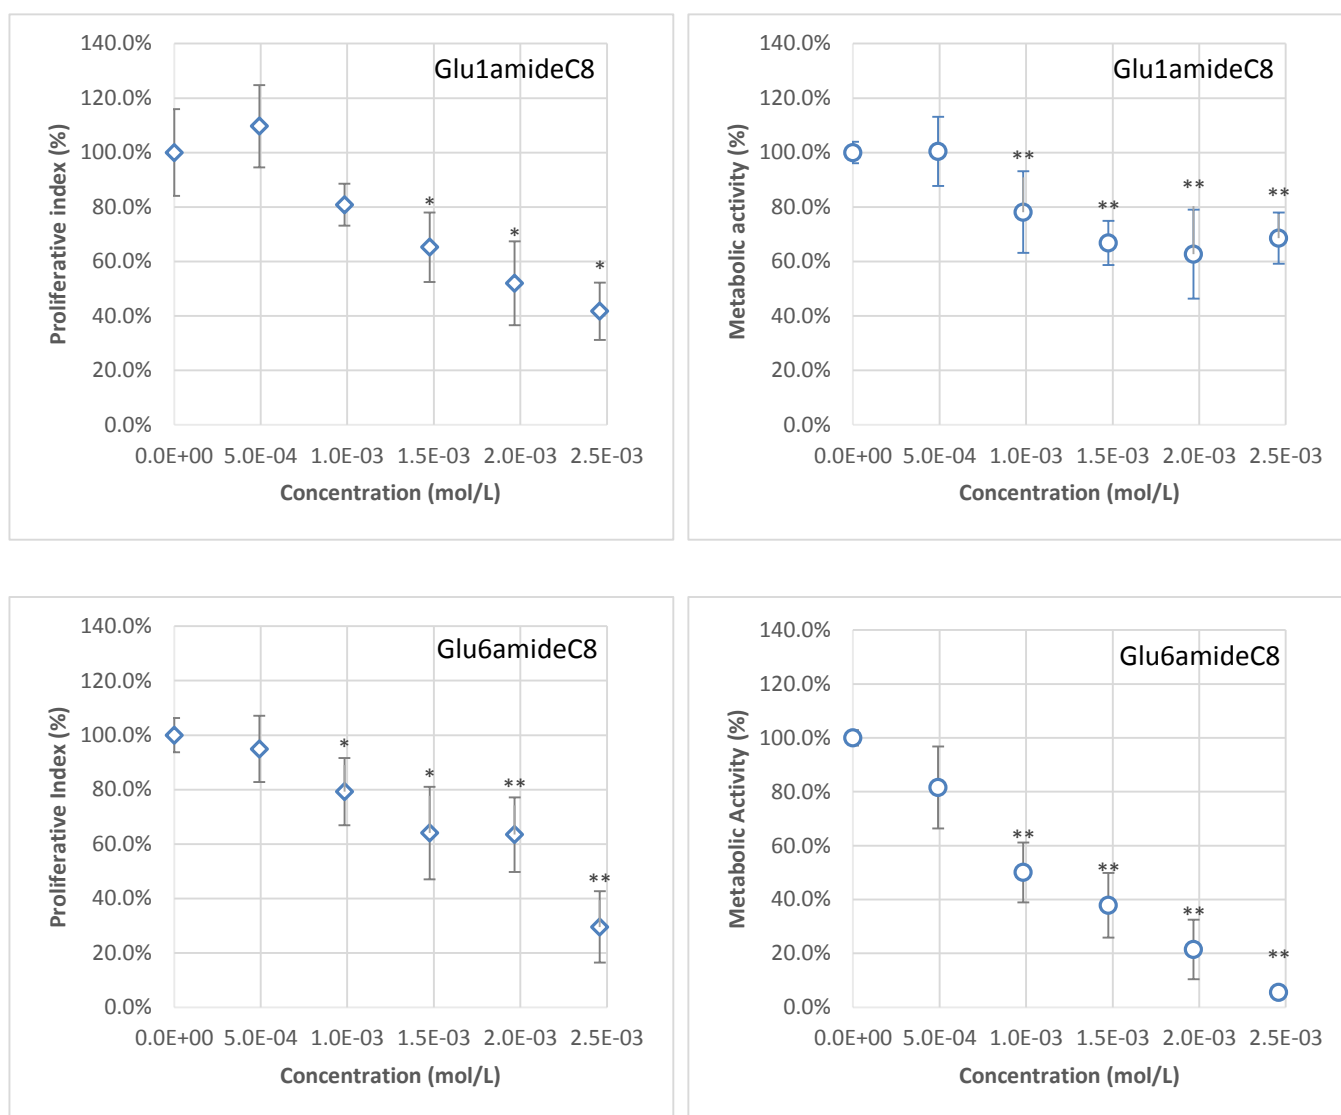 140.0%
120.0%
100.0%
80.0%
60.0%
40.0%
20.0%
0.0%
Proliferative index (%)
Glu1amideC8
*
*
*
0.0E+00 5.0E-04 1.0E-03 1.5E-03 2.0E-03 2.5E-03
Concentration (mol/L)
140.0%
120.0%
100.0%
80.0%
60.0%
40.0%
20.0%
0.0%
Metabolic activity (%)
Glu1amideC8
**
**
**
**
0.0E+00 5.0E-04 1.0E-03 1.5E-03 2.0E-03 2.5E-03
Concentration (mol/L)
140.0%
120.0%
100.0%
80.0%
60.0%
40.0%
20.0%
0.0%
Proliferative Index (%)
Glu6amideC8
*
*
**
**
0.0E+00 5.0E-04 1.0E-03 1.5E-03 2.0E-03 2.5E-03
Concentration (mol/L)
140.0%
120.0%
100.0%
80.0%
60.0%
40.0%
20.0%
0.0%
Metabolic Activity (%)
Glu6amideC8
**
**
**
**
0.0E+00 5.0E-04 1.0E-03 1.5E-03 2.0E-03 2.5E-03
Concentration (mol/L)